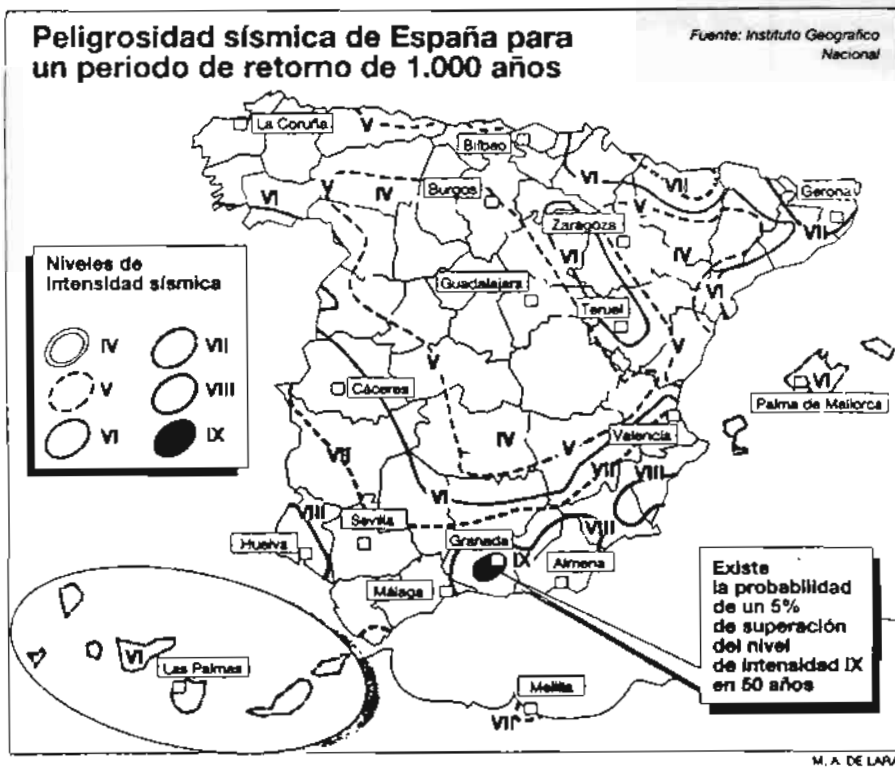 Peligrosidad sísmica de España para
un periodo de retorno de 1.000 años
Fuente: Instituto Geografico
Nacional
La Coruña
V
Bilbao
VI
V
IV
Burgos
VI
VII
V
Gerona
VII
Zaragoza
VI
IV
Niveles de
Intensidad sísmica
IV
VII
V
VIII
VI
IX
Guadalajara
Teruel
VI
V
V
Cáceres
VI
Palma de Mallorca
IV
V
Valencia
VII
VII
VIII
VI
VIII
Sevilla
Granada
VIII
Huelva
IX
Almena
Málaga
Existe
la probabilidad
de un 5%
de superación
del nivel
de intensidad IX
en 50 años
VI
Las Palmas
Melilla
VII
M. A. DE LARA